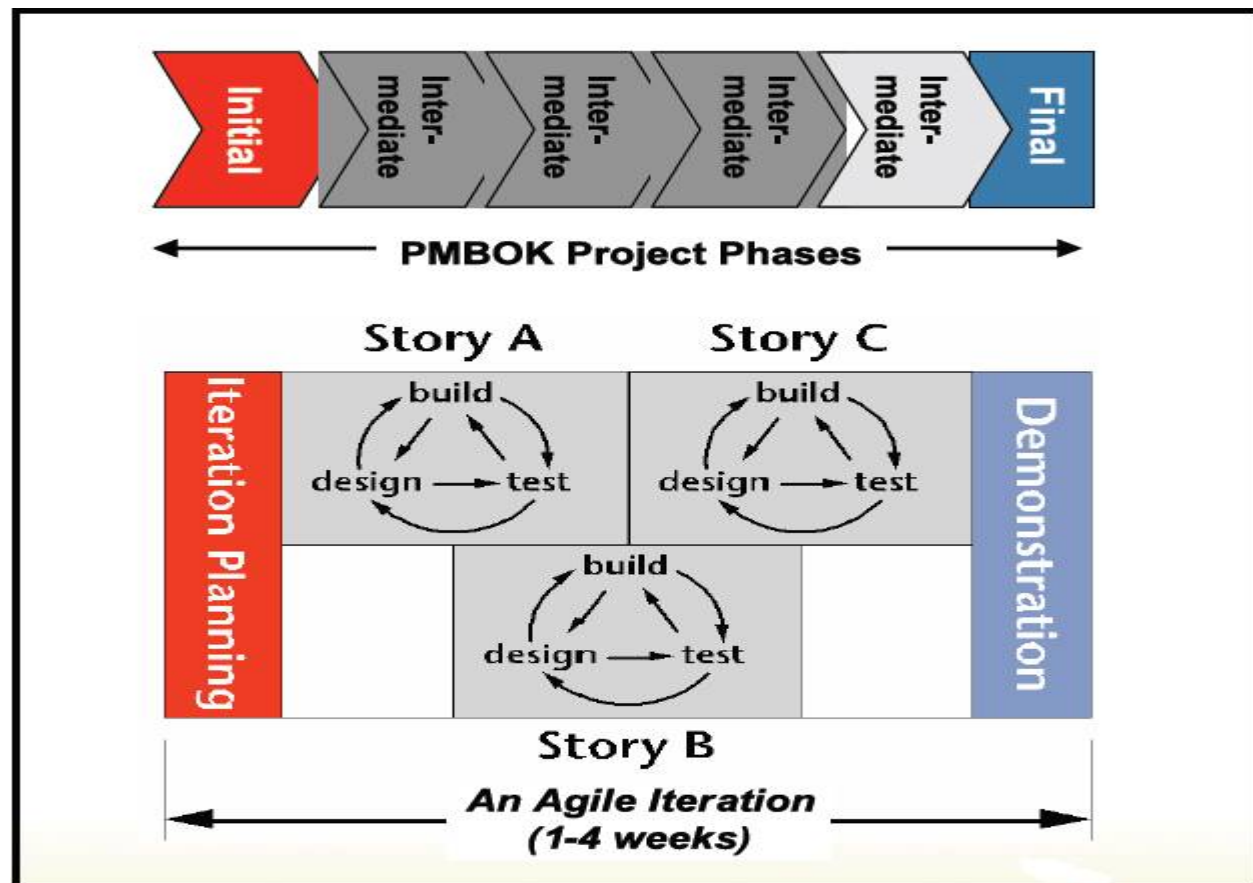 Initial
Inter-
mediate
Inter-
mediate
Inter-
mediate
Inter-
mediate
Final
PMBOK Project Phases
Story A
Story C
Iteration Planning
build
design
test
build
design
test
Demonstration
build
design
test
Story B
An Agile Iteration
(1-4 weeks)